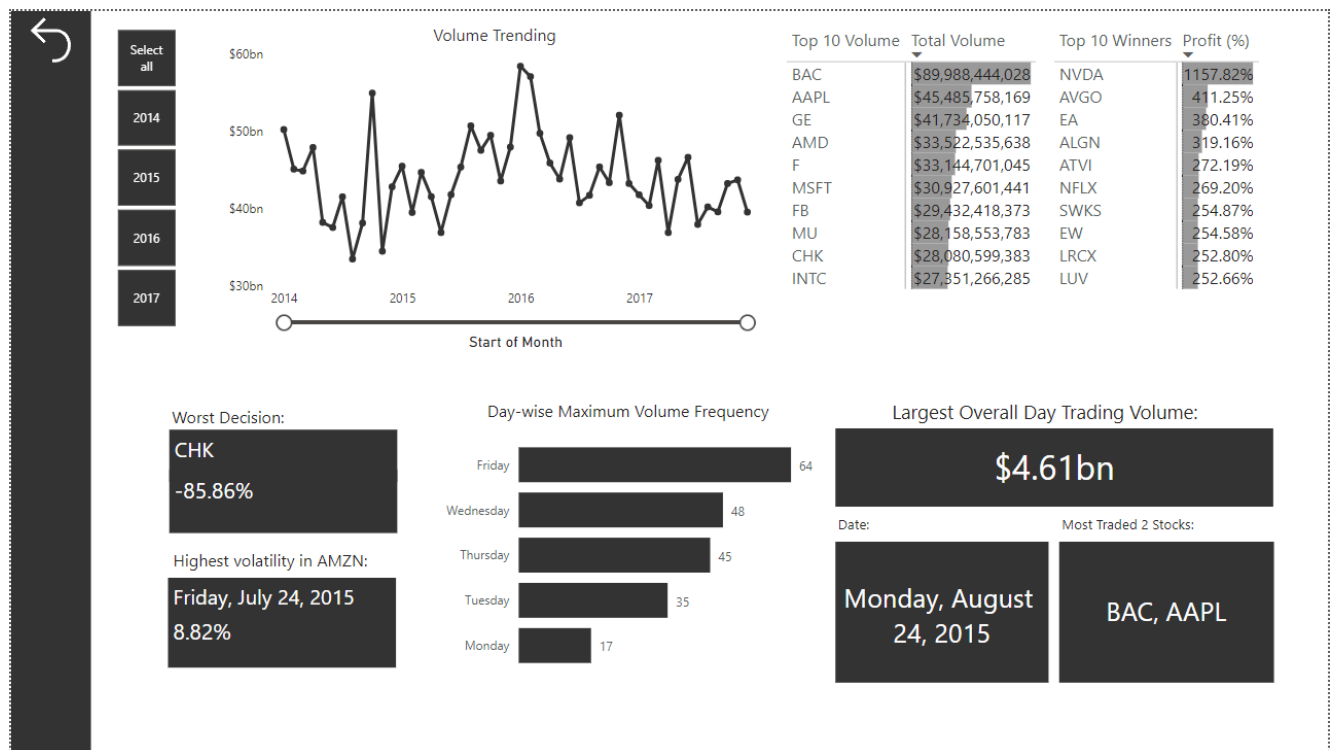 Select
all
2014
2015
2016
2017
Volume Trending
$60bn
$50bn
$40bn
$30bn
2014 2015 2016 2017
Start of Month
Top 10 Volume Total Volume
BAC $89,988,444,028
AAPL $45,485,758,169
GE $41,734,050,117
AMD $33,522,535,638
F $33,144,701,045
MSFT $30,927,601,441
FB $29,432,418,373
MU $28,158,553,783
CHK $28,080,599,383
INTC $27,351,266,285
Top 10 Winners Profit (%)
NVDA 1157.82%
AVGO 411.25%
EA 380.41%
ALGN 319.16%
ATVI 272.19%
NFLX 269.20%
SWKS 254.87%
EW 254.58%
LRCX 252.80%
LUV 252.66%
Worst Decision:
CHK
-85.86%
Highest volatility in AMZN:
Friday, July 24, 2015
8.82%
Day-wise Maximum Volume Frequency
Friday 64
Wednesday 48
Thursday 45
Tuesday 35
Monday 17
Largest Overall Day Trading Volume:
$4.61bn
Date:
Monday, August
24, 2015
Most Traded 2 Stocks:
BAC, AAPL